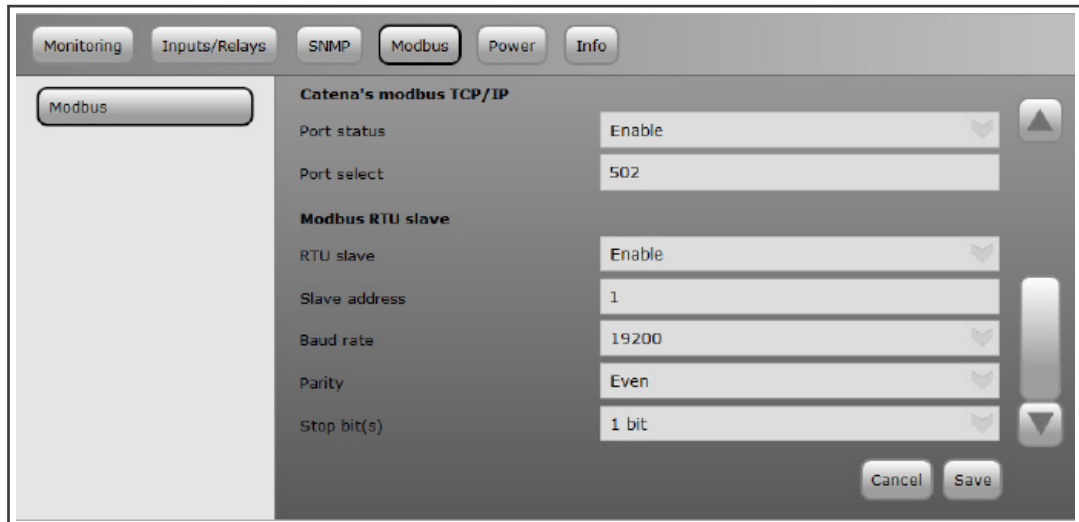 Monitoring Inputs/Relays SNMP Modbus Power Info
Modbus
Catena's modbus TCP/IP
Port status Enable
Port select 502
Modbus RTU slave
RTU slave Enable
Slave address 1
Baud rate 19200
Parity Even
Stop bit(s) 1 bit
Cancel Save